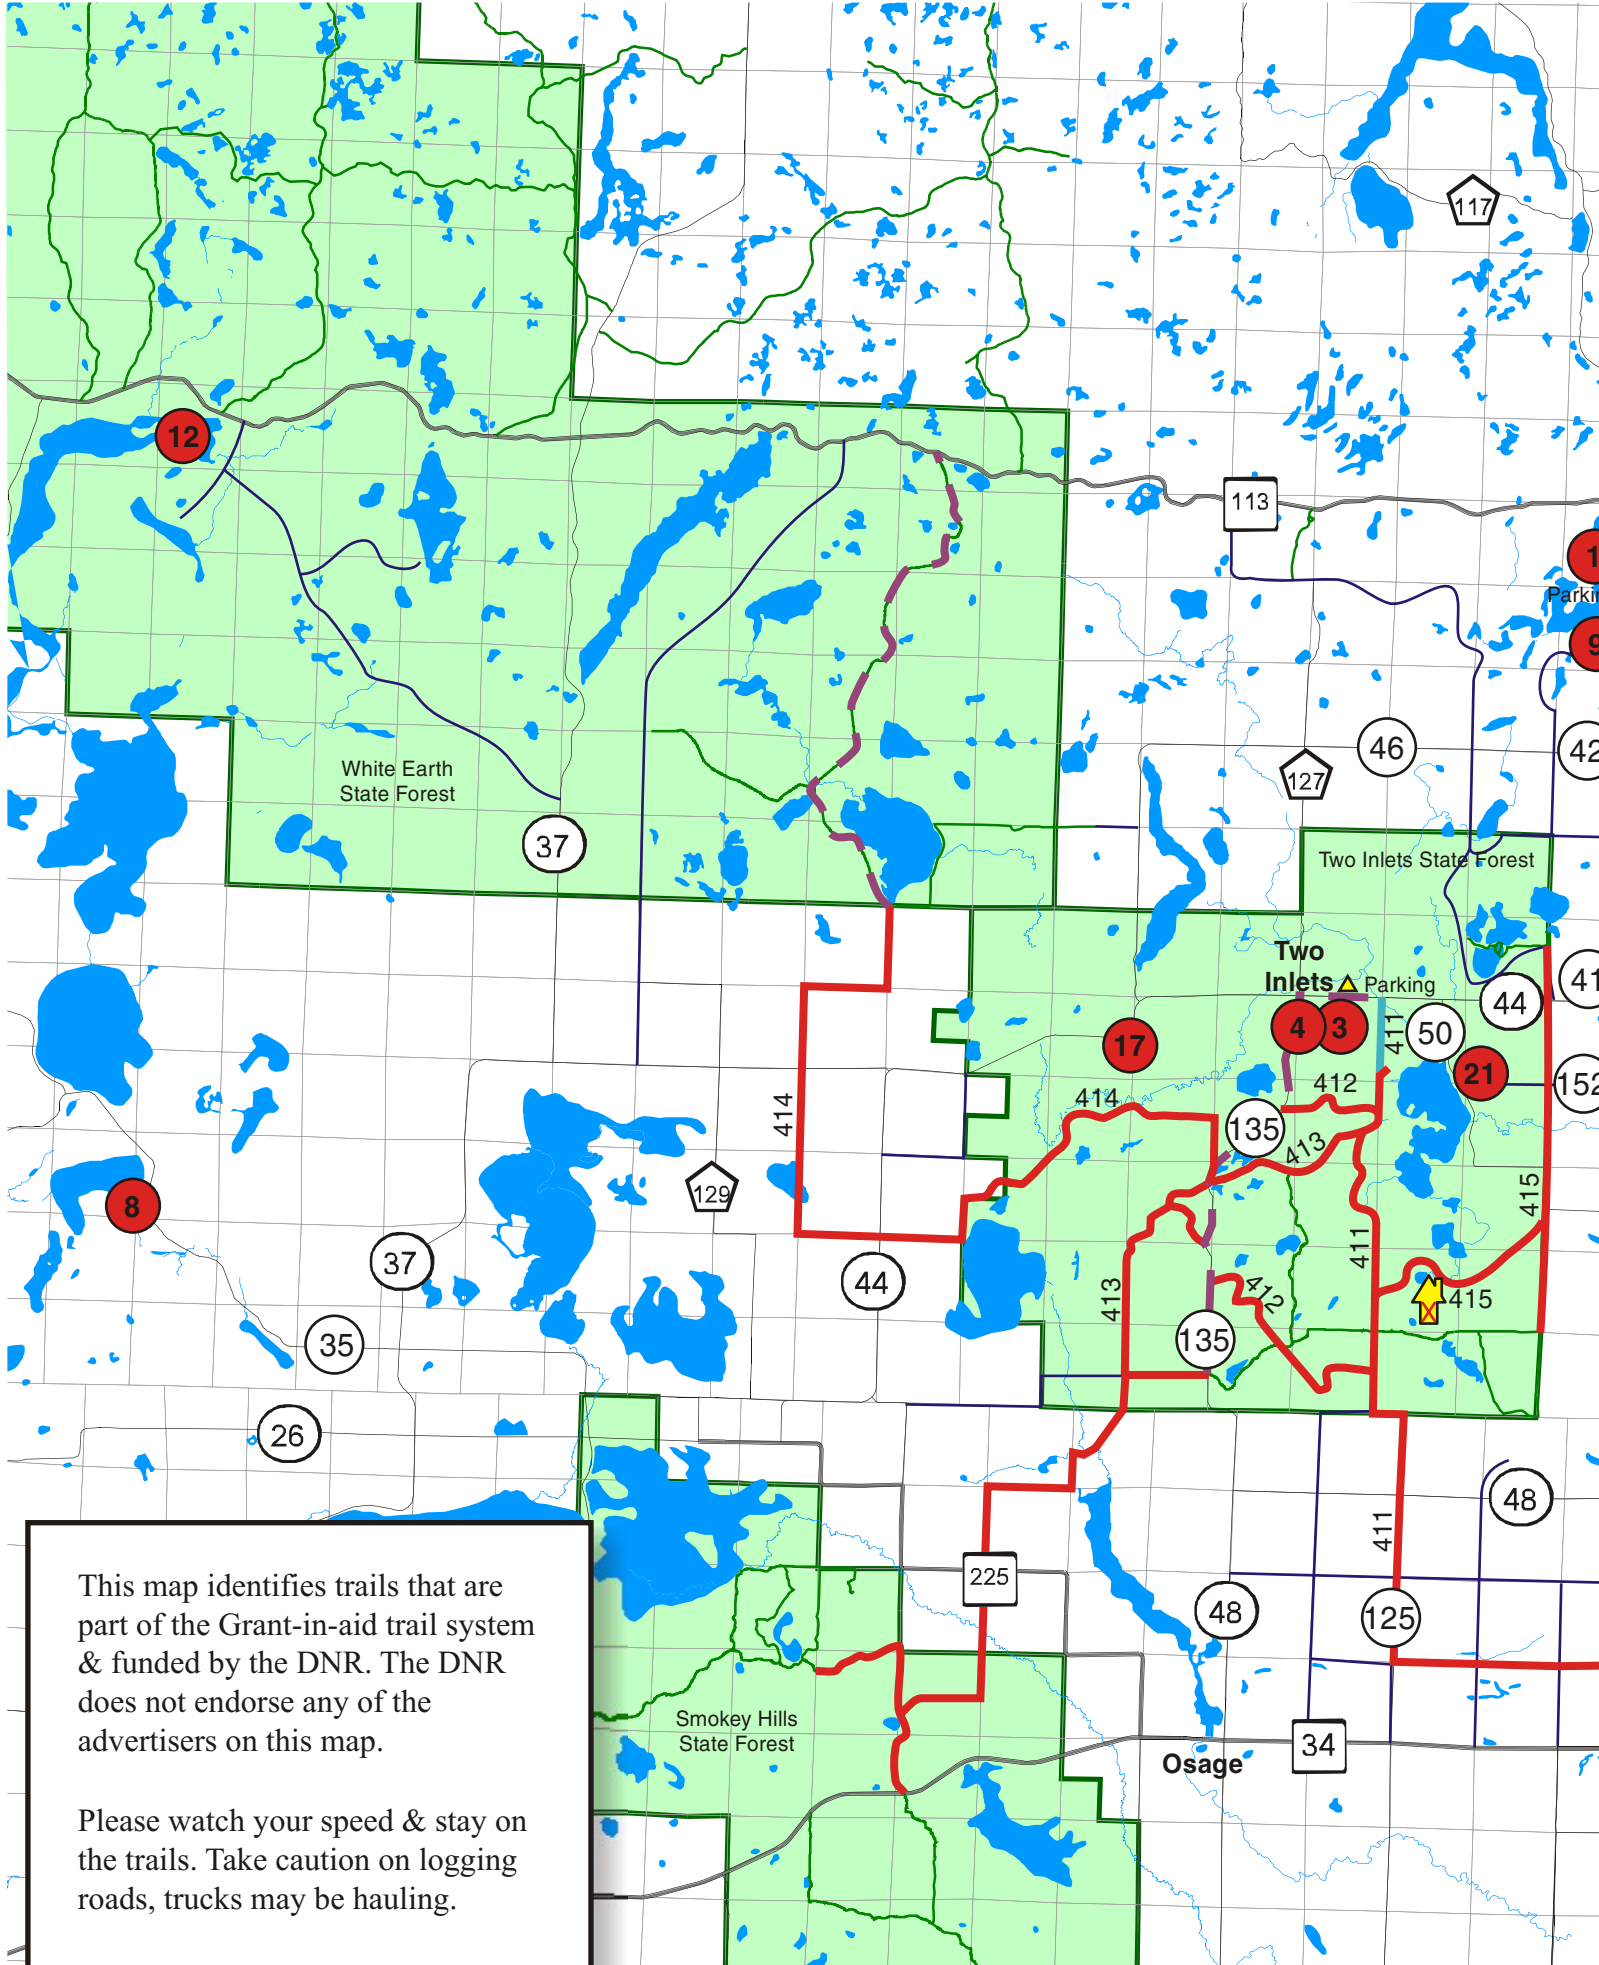 117
12
113
1
Parkin
9
46
42
127
White Earth
State Forest
37
Two Inlets State Forest
Two
Inlets
Parking
41
44
4
3
411
50
17
21
152
412
414
414
135
413
129
8
415
411
37
44
413
412
415
135
35
26
48
411
225
48
125
This map identifies trails that are
part of the Grant-in-aid trail system
& funded by the DNR. The DNR
does not endorse any of the
advertisers on this map.
Please watch your speed & stay on
the trails. Take caution on logging
roads, trucks may be hauling.
Smokey Hills
State Forest
34
Osage